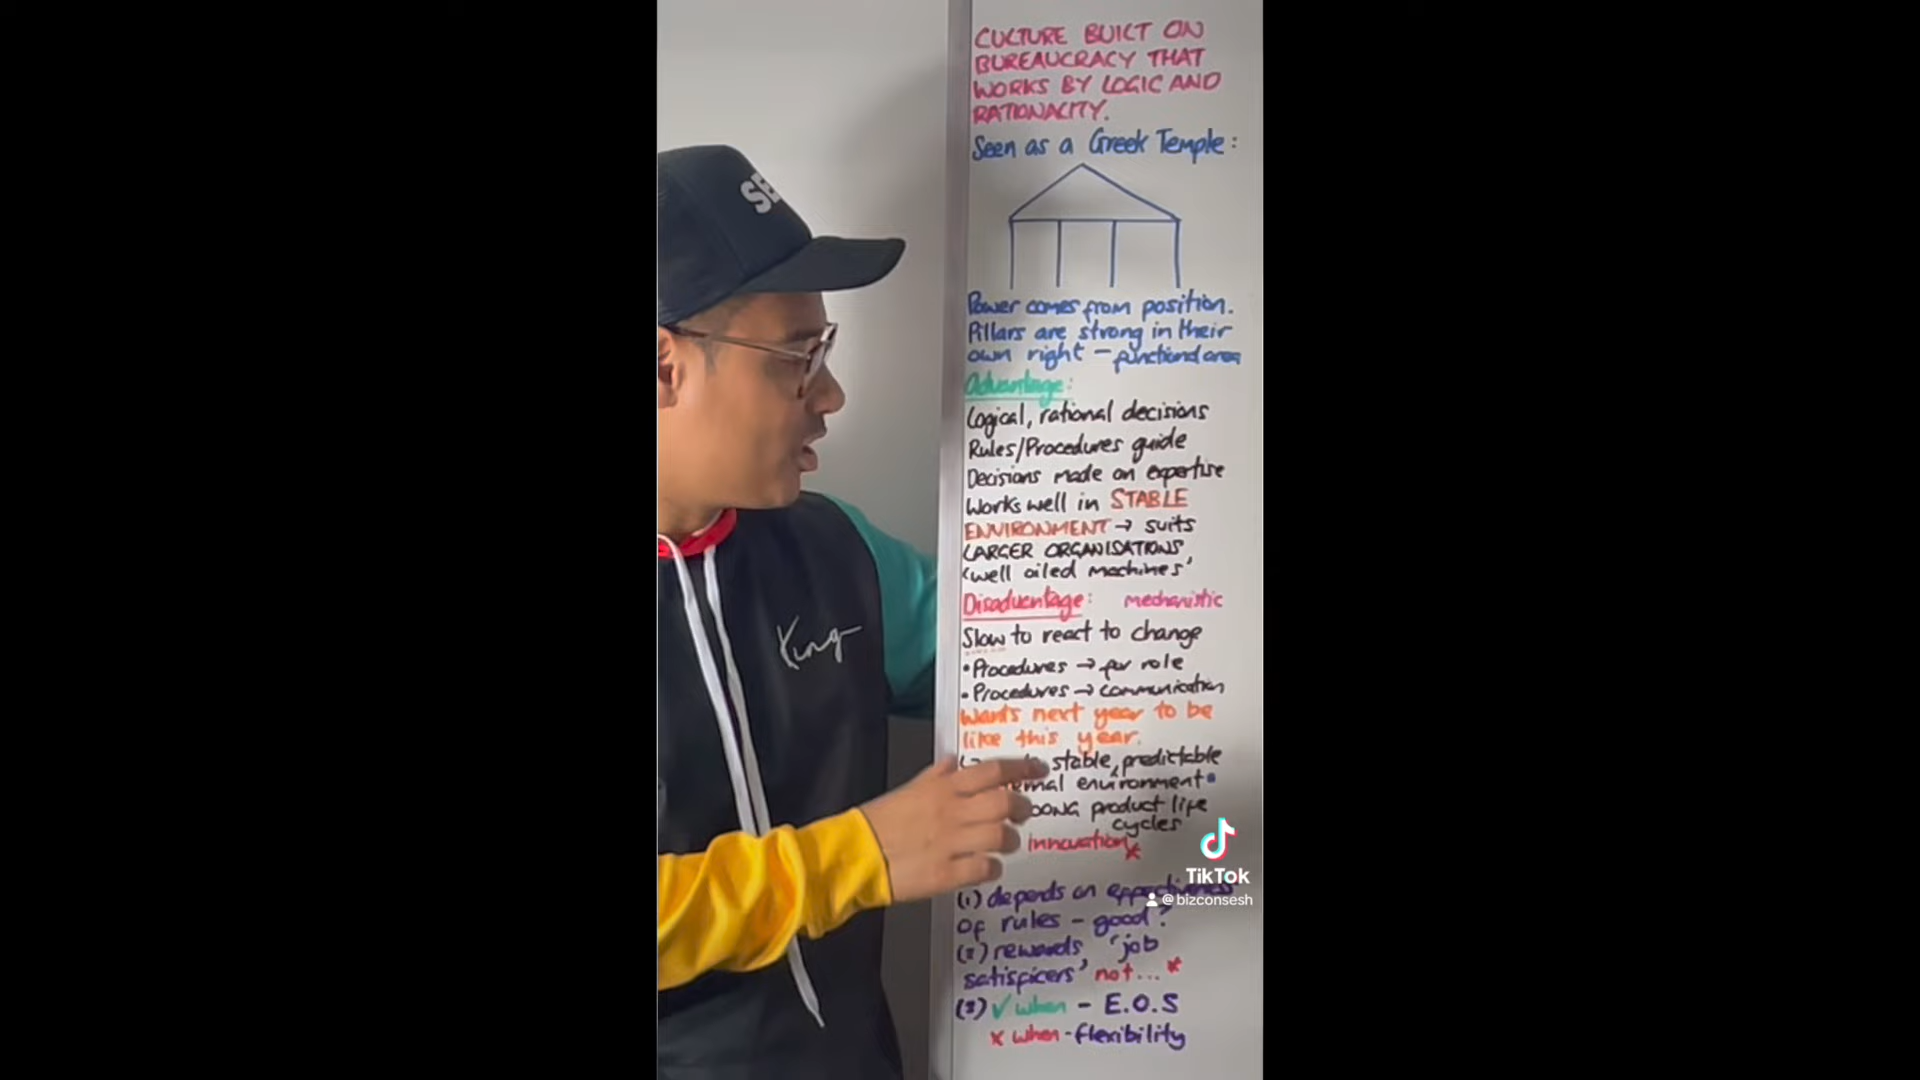 CULTURE BUILT ON
BUREAUCRACY THAT
WORKS BY LOGIC AND
RATIONALITY.
Seen as a Greek Temple:
Power comes from position.
Pillars are strong in their
own right - functional area
Advantage:
Logical, rational decisions
Rules/Procedures guide
Decisions made on expertise
Works well in STABLE
ENVIRONMENT → suits
LARGER ORGANISATIONS
'well oiled machines'
Disadvantage: mechanistic
Slow to react to change
• Procedures → for role
• Procedures → communication
Wants next year to be
like this year.
stable, predictable
environment
product life
cycles
innovation x
(1) depends on effectiveness
of rules - good?
(2) rewards 'job
satisficers' not... *
(3) ✓ when - E.O.S
x when - flexibility
King
TikTok
@bizconsesh